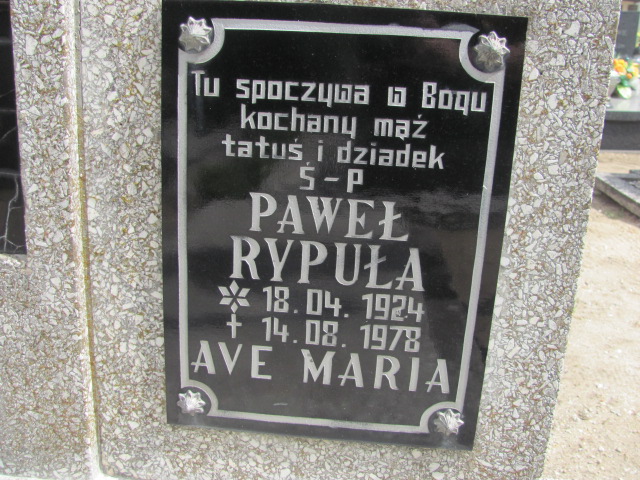 Tu spoczywa w Bogu
kochany mąż
tatuś i dziadek
Ś-P
PAWEŁ
RYPUŁA
18.04.1924
† 14.08.1978
AVE MARIA